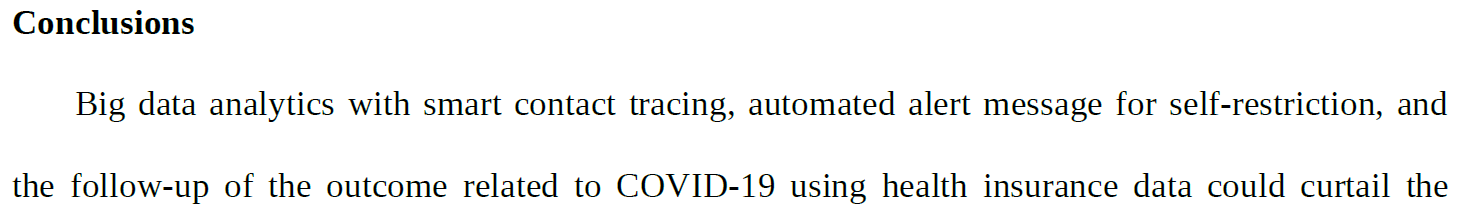 Conclusions
Big data analytics with smart contact tracing, automated alert message for self-restriction, and
the follow-up of the outcome related to COVID-19 using health insurance data could curtail the